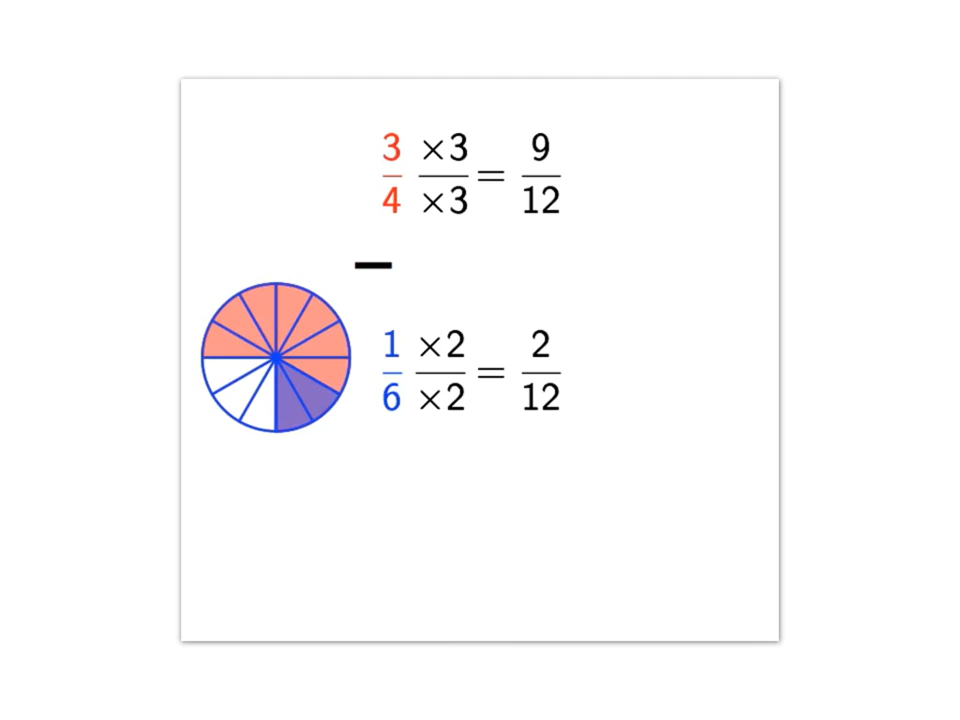 3/4 ×3/×3 = 9/12
−
1/6 ×2/×2 = 2/12